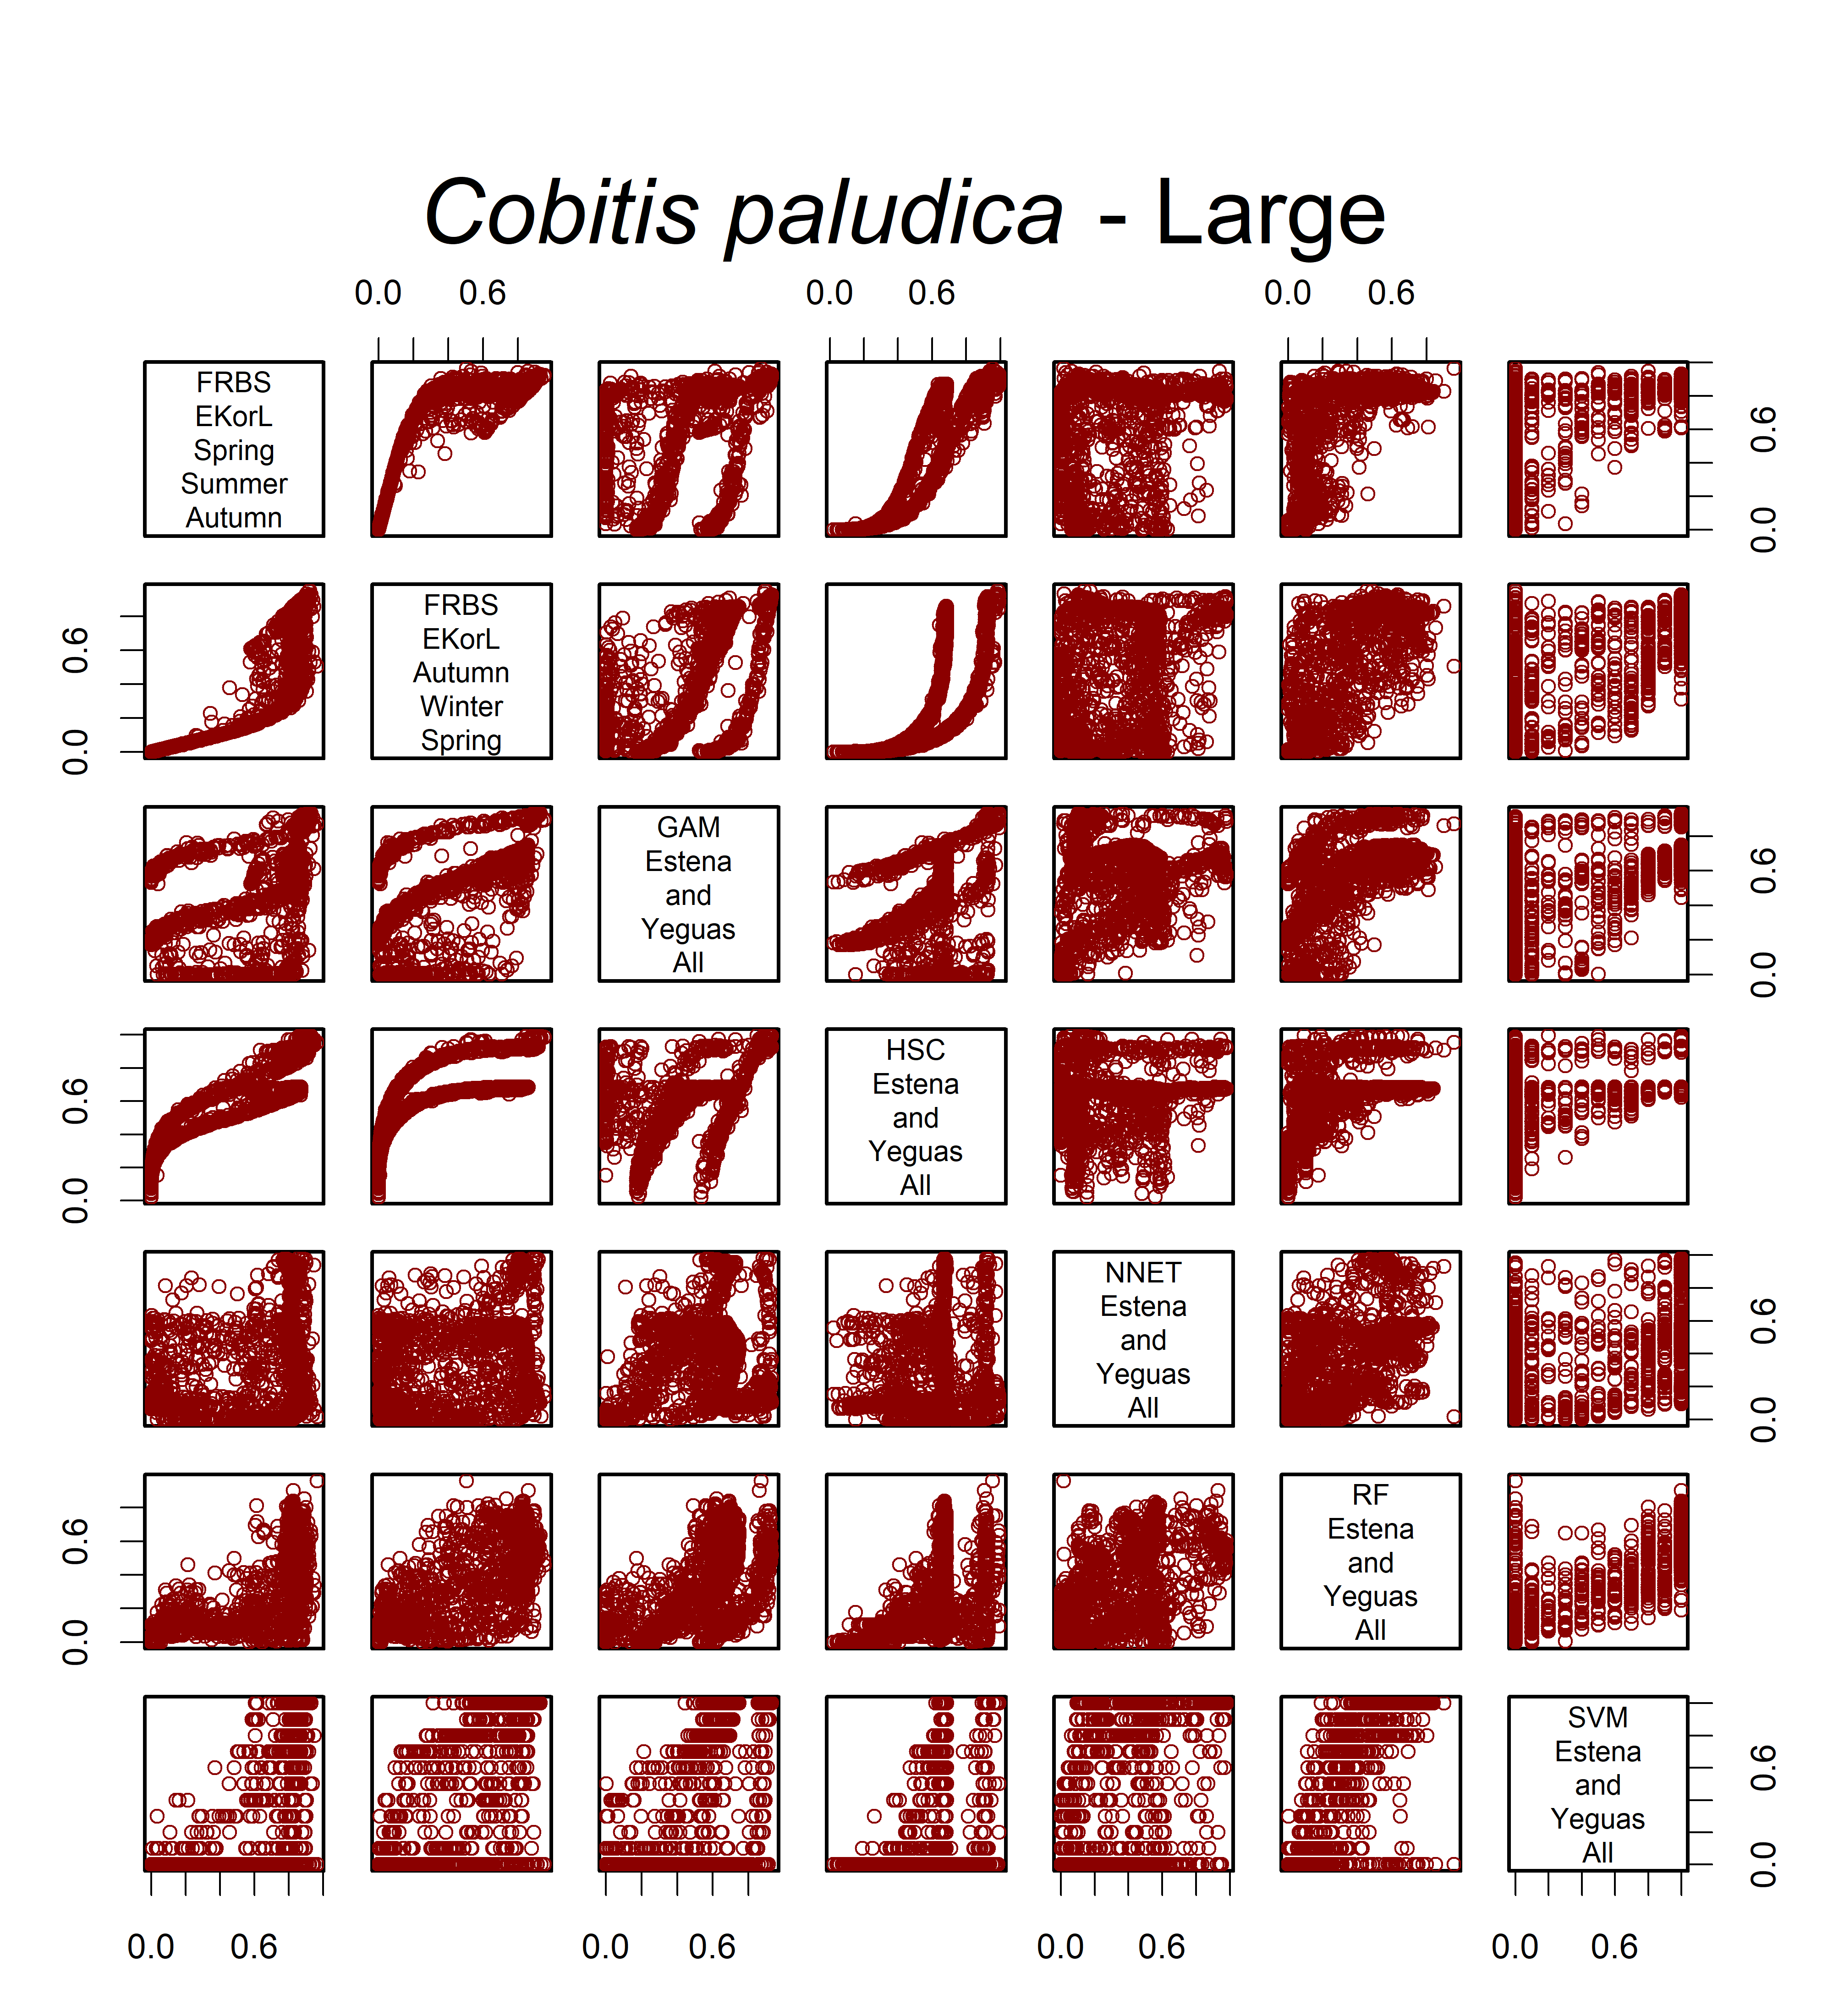 Cobitis paludica - Large
0.0 0.6 0.0 0.6 0.0 0.6
FRBS
EKorL
Spring
Summer
Autumn
0.0 0.6
FRBS
EKorL
Autumn
Winter
Spring
0.0 0.6
GAM
Estena
and
Yeguas
All
0.0 0.6
HSC
Estena
and
Yeguas
All
0.0 0.6
NNET
Estena
and
Yeguas
All
0.0 0.6
RF
Estena
and
Yeguas
All
0.0 0.6
SVM
Estena
and
Yeguas
All
0.0 0.6
0.0 0.6 0.0 0.6 0.0 0.6 0.0 0.6